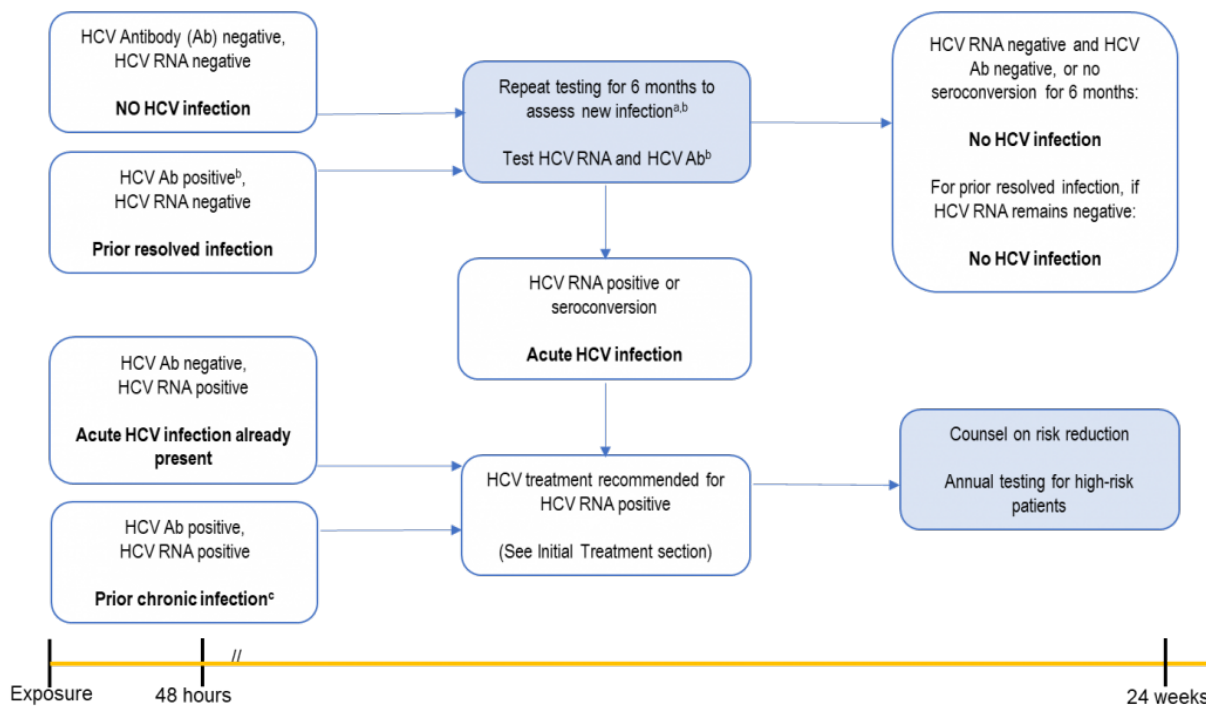 HCV Antibody (Ab) negative,
HCV RNA negative
NO HCV infection
HCV Ab positiveᵇ,
HCV RNA negative
Prior resolved infection
HCV Ab negative,
HCV RNA positive
Acute HCV infection already
present
HCV Ab positive,
HCV RNA positive
Prior chronic infectionᶜ
Repeat testing for 6 months to
assess new infectionᵃ,ᵇ
Test HCV RNA and HCV Abᵇ
HCV RNA positive or
seroconversion
Acute HCV infection
HCV treatment recommended for
HCV RNA positive
(See Initial Treatment section)
HCV RNA negative and HCV
Ab negative, or no
seroconversion for 6 months:
No HCV infection
For prior resolved infection, if
HCV RNA remains negative:
No HCV infection
Counsel on risk reduction
Annual testing for high-risk
patients
//
Exposure
48 hours
24 weeks